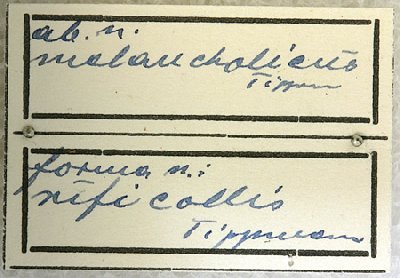 ab. n.
melancholicus
Tippm
forma n.:
ruficollis
Tippmann